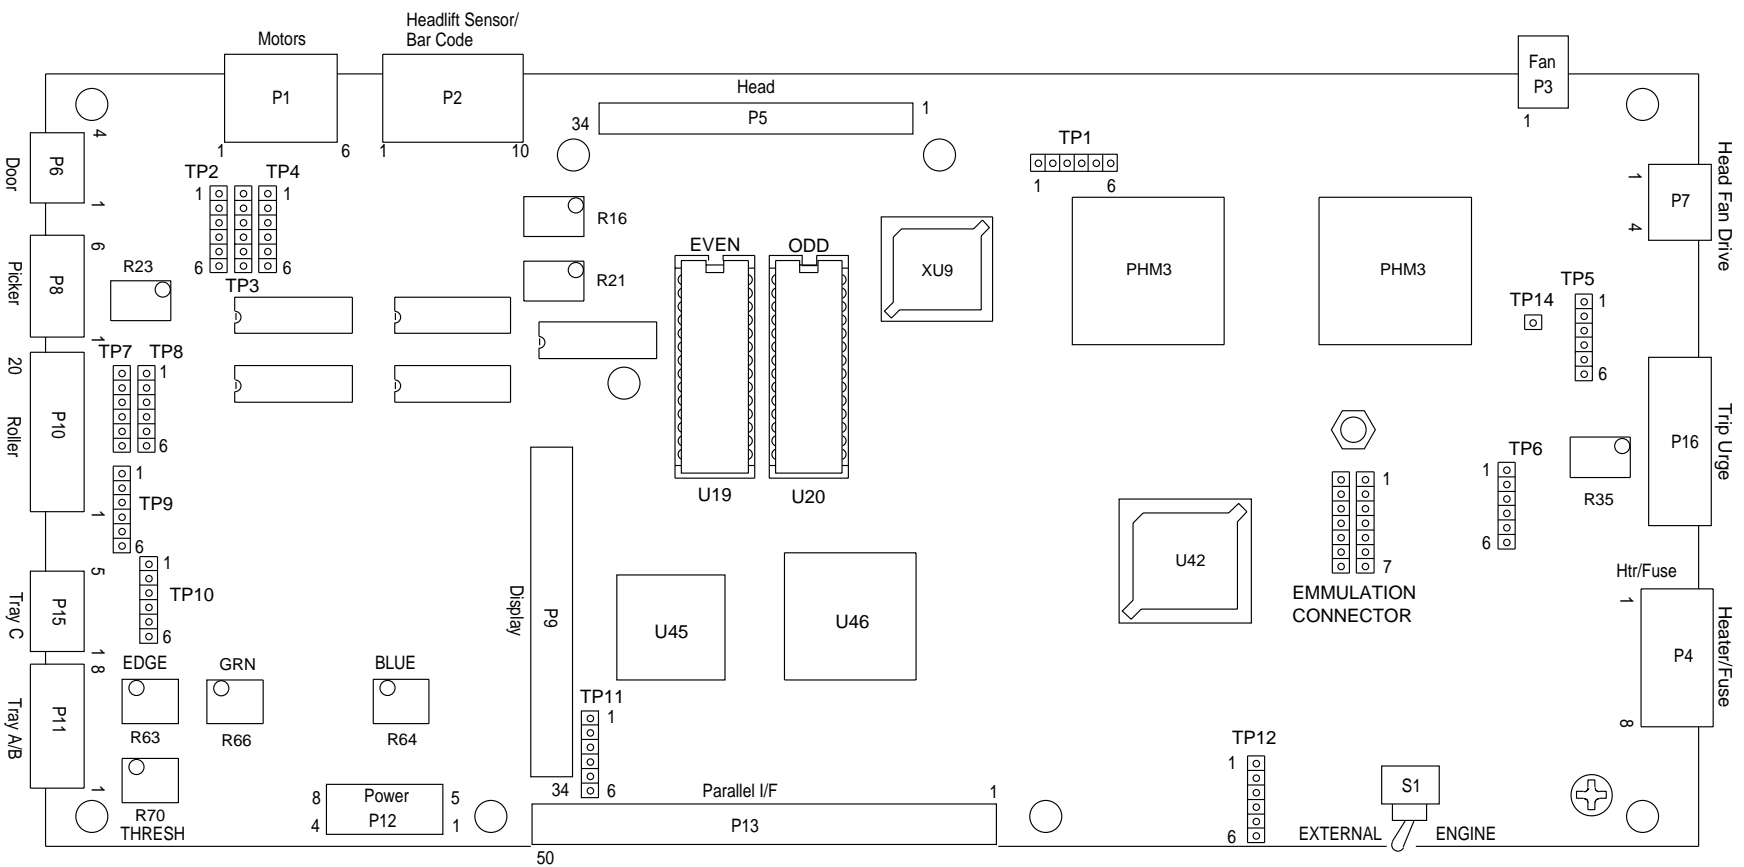 Headlift Sensor/
Bar Code
Motors
P1
1 6
P2
1 10
Head
P5
34 1
Fan
P3
1
Door
P6
4
1
TP2
1
6
TP3
TP4
1
6
R16
R21
R23
TP1
1 6
EVEN
U19
ODD
U20
XU9
PHM3
PHM3
Head Fan Drive
P7
1
4
TP5
1
6
TP14
Picker
P8
6
1
TP7
TP8
1
6
20
Roller
P10
1
TP9
1
6
TP10
1
6
Trip Urge
P16
R35
TP6
1
6
1
7
EMMULATION
CONNECTOR
U42
Tray C
P15
5
1
Display
P9
34
U45
U46
Htr/Fuse
Heater/Fuse
P4
1
8
Tray A/B
P11
8
1
EDGE
R63
GRN
R66
BLUE
R64
R70
THRESH
TP11
1
6
TP12
1
6
8 Power 5
4 P12 1
Parallel I/F
P13
1
50
S1
EXTERNAL
ENGINE